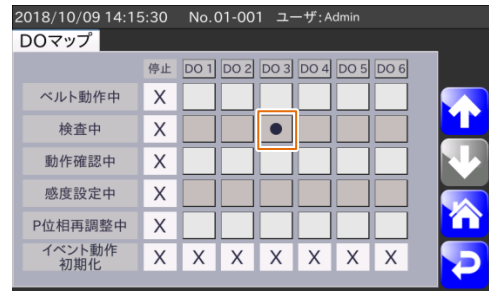 2018/10/09 14:15:30 No.01-001 ユーザ:Admin
DOマップ
停止 DO 1 DO 2 DO 3 DO 4 DO 5 DO 6
ベルト動作中 X
検査中 X ●
動作確認中 X
感度設定中 X
P位相再調整中 X
イベント動作
初期化 X X X X X X X